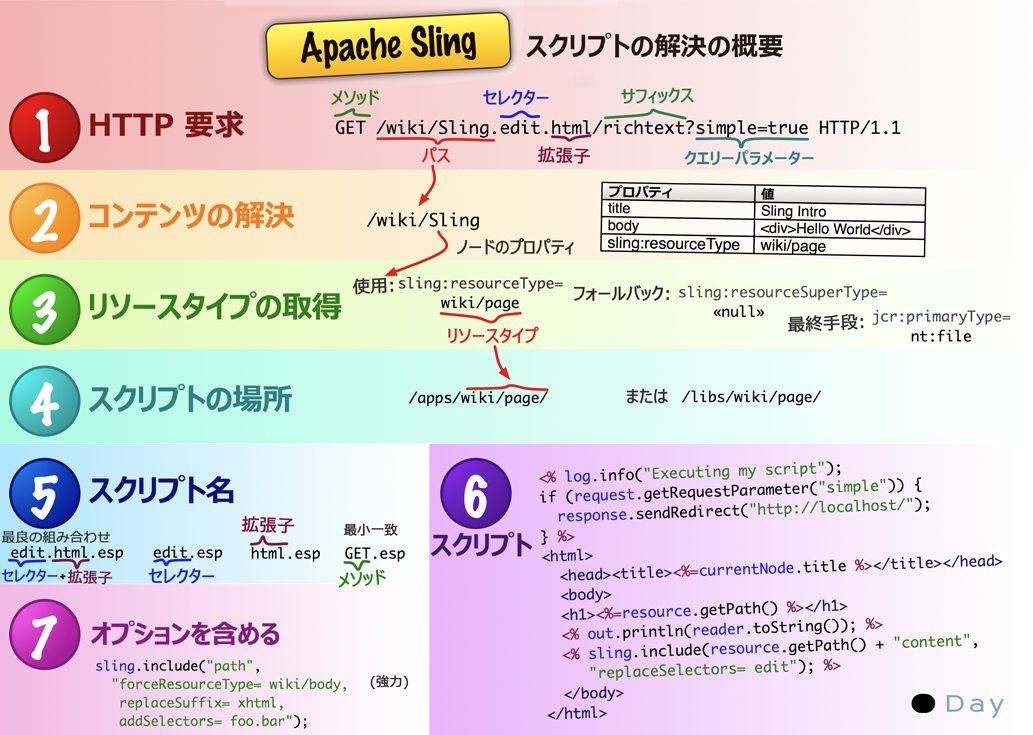 Apache Sling スクリプトの解決の概要
1 HTTP 要求
メソッド セレクター サフィックス
GET /wiki/Sling.edit.html/richtext?simple=true HTTP/1.1
パス 拡張子 クエリーパラメーター
2 コンテンツの解決
/wiki/Sling
ノードのプロパティ
プロパティ 値
title Sling Intro
body <div>Hello World</div>
sling:resourceType wiki/page
3 リソースタイプの取得
使用: sling:resourceType=
wiki/page
リソースタイプ
フォールバック: sling:resourceSuperType=
«null»
最終手段: jcr:primaryType=
nt:file
4 スクリプトの場所
/apps/wiki/page/ または /libs/wiki/page/
5 スクリプト名
最良の組み合わせ 拡張子 最小一致
edit.html.esp edit.esp html.esp GET.esp
セレクター+拡張子 セレクター メソッド
6 スクリプト
<% log.info("Executing my script");
if (request.getRequestParameter("simple")) {
response.sendRedirect("http://localhost/");
} %>
<html>
<head><title><%=currentNode.title %></title></head>
<body>
<h1><%=resource.getPath() %></h1>
<% out.println(reader.toString()); %>
<% sling.include(resource.getPath() + "content",
"replaceSelectors= edit"); %>
</body>
</html>
7 オプションを含める
sling.include("path",
"forceResourceType= wiki/body, (強力)
replaceSuffix= xhtml,
addSelectors= foo.bar");
Day